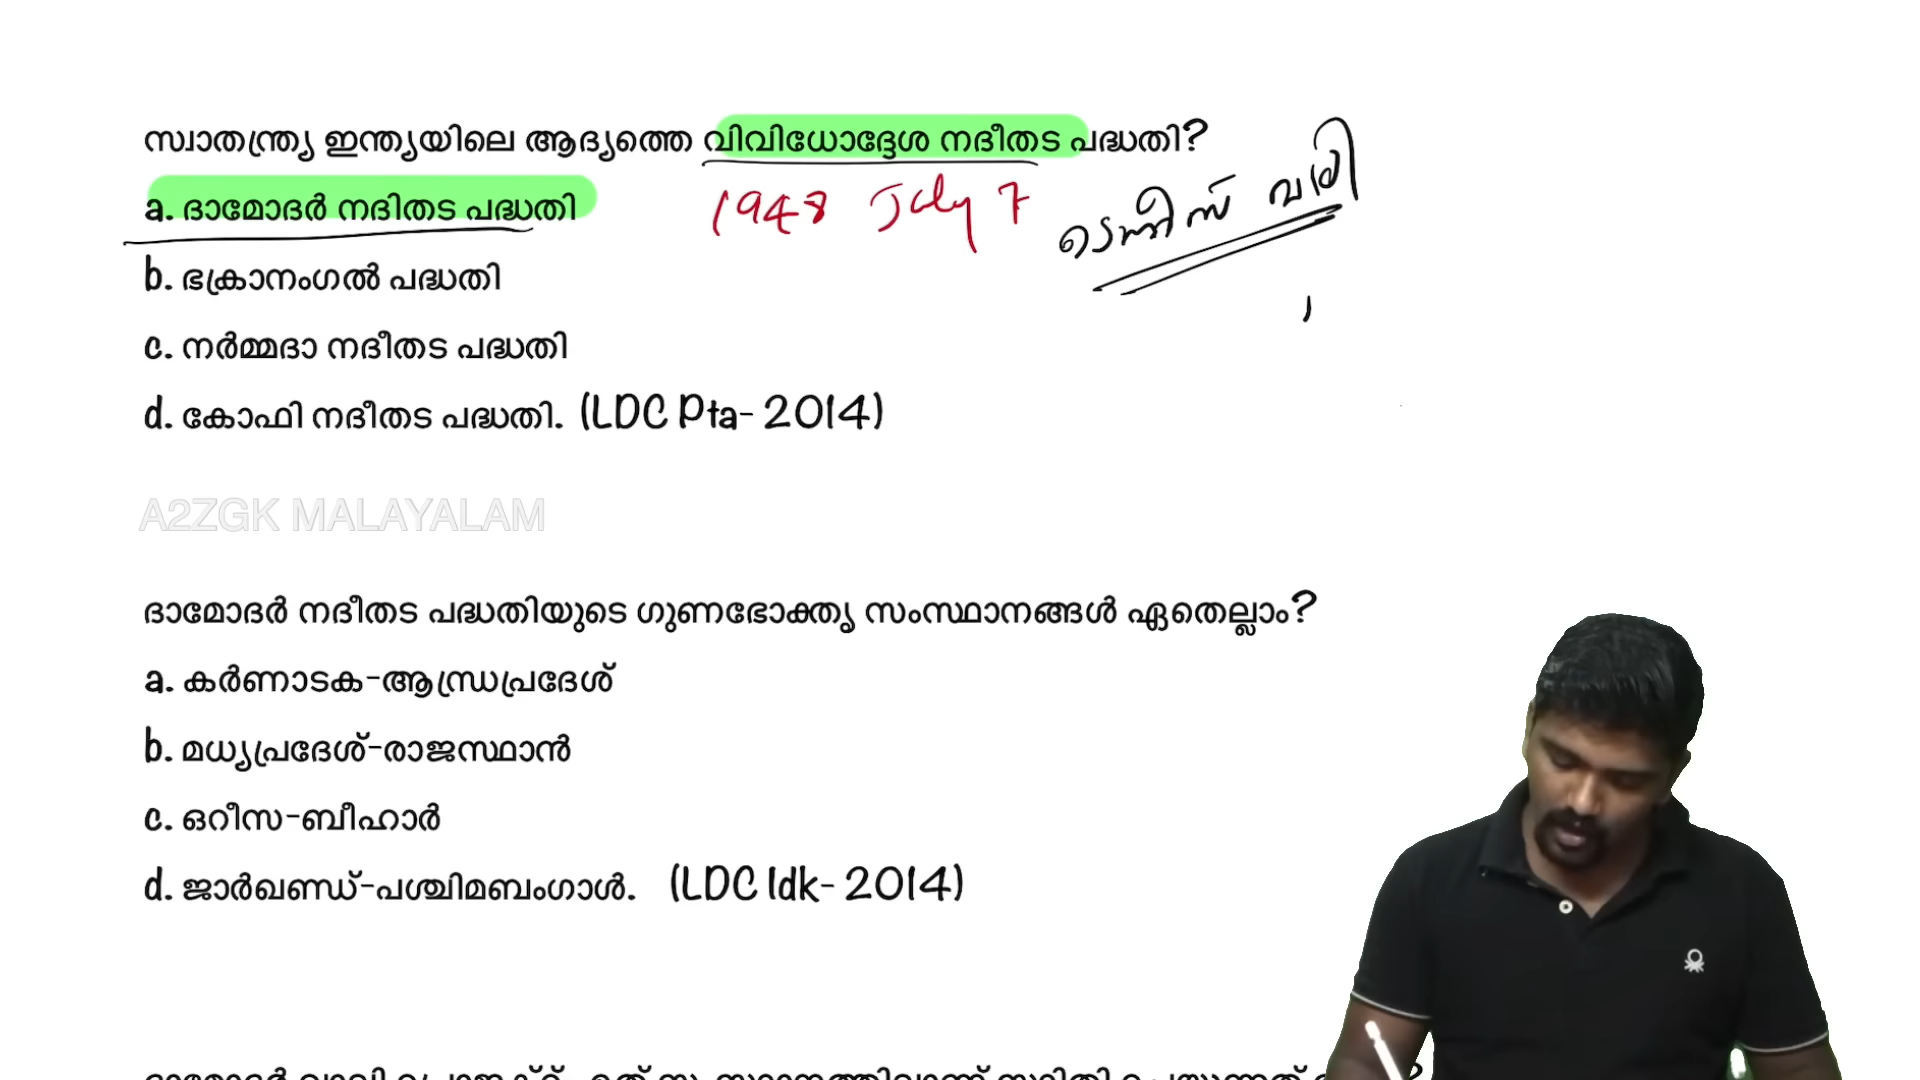 സ്വാതന്ത്ര്യ ഇന്ത്യയിലെ ആദ്യത്തെ വിവിധോദ്ദേശ നദീതട പദ്ധതി?
a. ദാമോദർ നദിതട പദ്ധതി
1948 July 7
ടെന്നീസ് വാലി
b. ഭക്രാനംഗൽ പദ്ധതി
c. നർമ്മദാ നദീതട പദ്ധതി
d. കോഫി നദീതട പദ്ധതി. (LDC Pta- 2014)
A2ZGK MALAYALAM
ദാമോദർ നദീതട പദ്ധതിയുടെ ഗുണഭോക്തൃ സംസ്ഥാനങ്ങൾ ഏതെല്ലാം?
a. കർണാടക-ആന്ധ്രപ്രദേശ്
b. മധ്യപ്രദേശ്-രാജസ്ഥാൻ
c. ഒറീസ-ബീഹാർ
d. ജാർഖണ്ഡ്-പശ്ചിമബംഗാൾ. (LDC Idk- 2014)